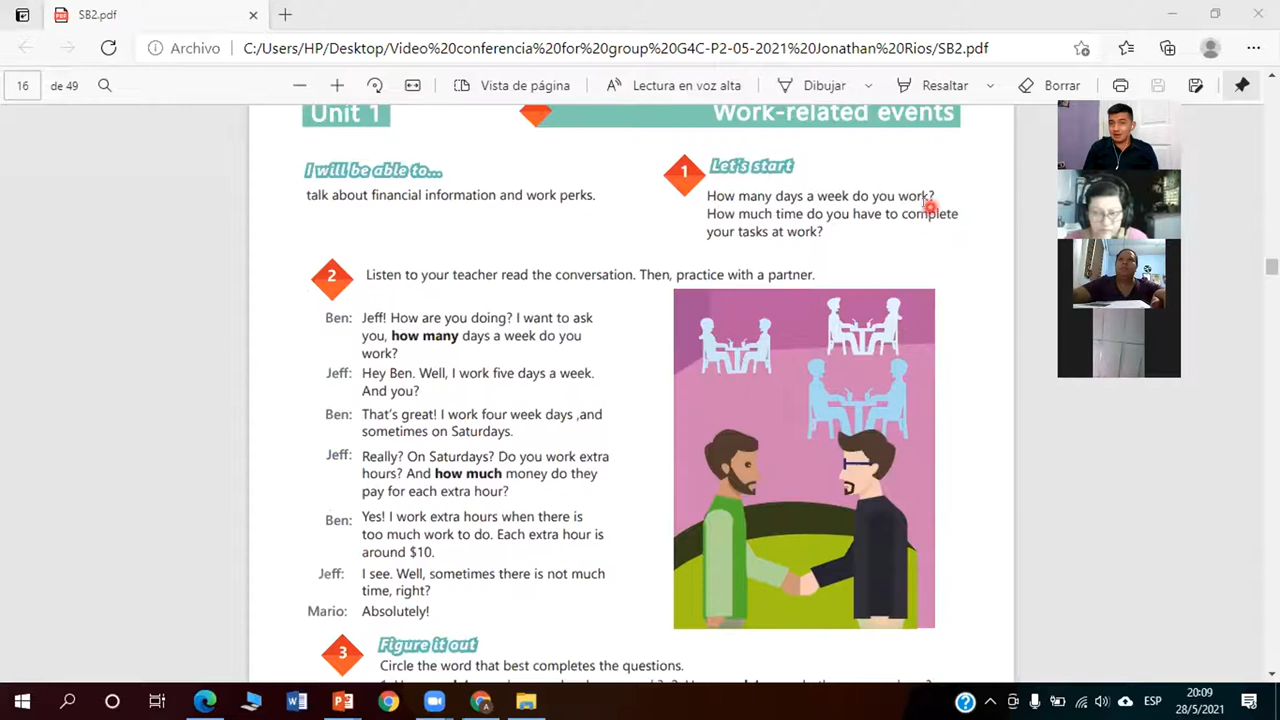 SB2.pdf
Archivo
C:/Users/HP/Desktop/Video%20conferencia%20for%20group%20G4C-P2-05-2021%20Jonathan%20Rios/SB2.pdf
16 de 49
Vista de página
Lectura en voz alta
Dibujar
Resaltar
Borrar
Unit 1
Work-related events
I will be able to...
talk about financial information and work perks.
1
Let's start
How many days a week do you work?
How much time do you have to complete
your tasks at work?
2
Listen to your teacher read the conversation. Then, practice with a partner.
Ben: Jeff! How are you doing? I want to ask
you, how many days a week do you
work?
Jeff: Hey Ben. Well, I work five days a week.
And you?
Ben: That's great! I work four week days ,and
sometimes on Saturdays.
Jeff: Really? On Saturdays? Do you work extra
hours? And how much money do they
pay for each extra hour?
Ben: Yes! I work extra hours when there is
too much work to do. Each extra hour is
around $10.
Jeff: I see. Well, sometimes there is not much
time, right?
Mario: Absolutely!
3
Figure it out
Circle the word that best completes the questions.
ESP
20:09
28/5/2021